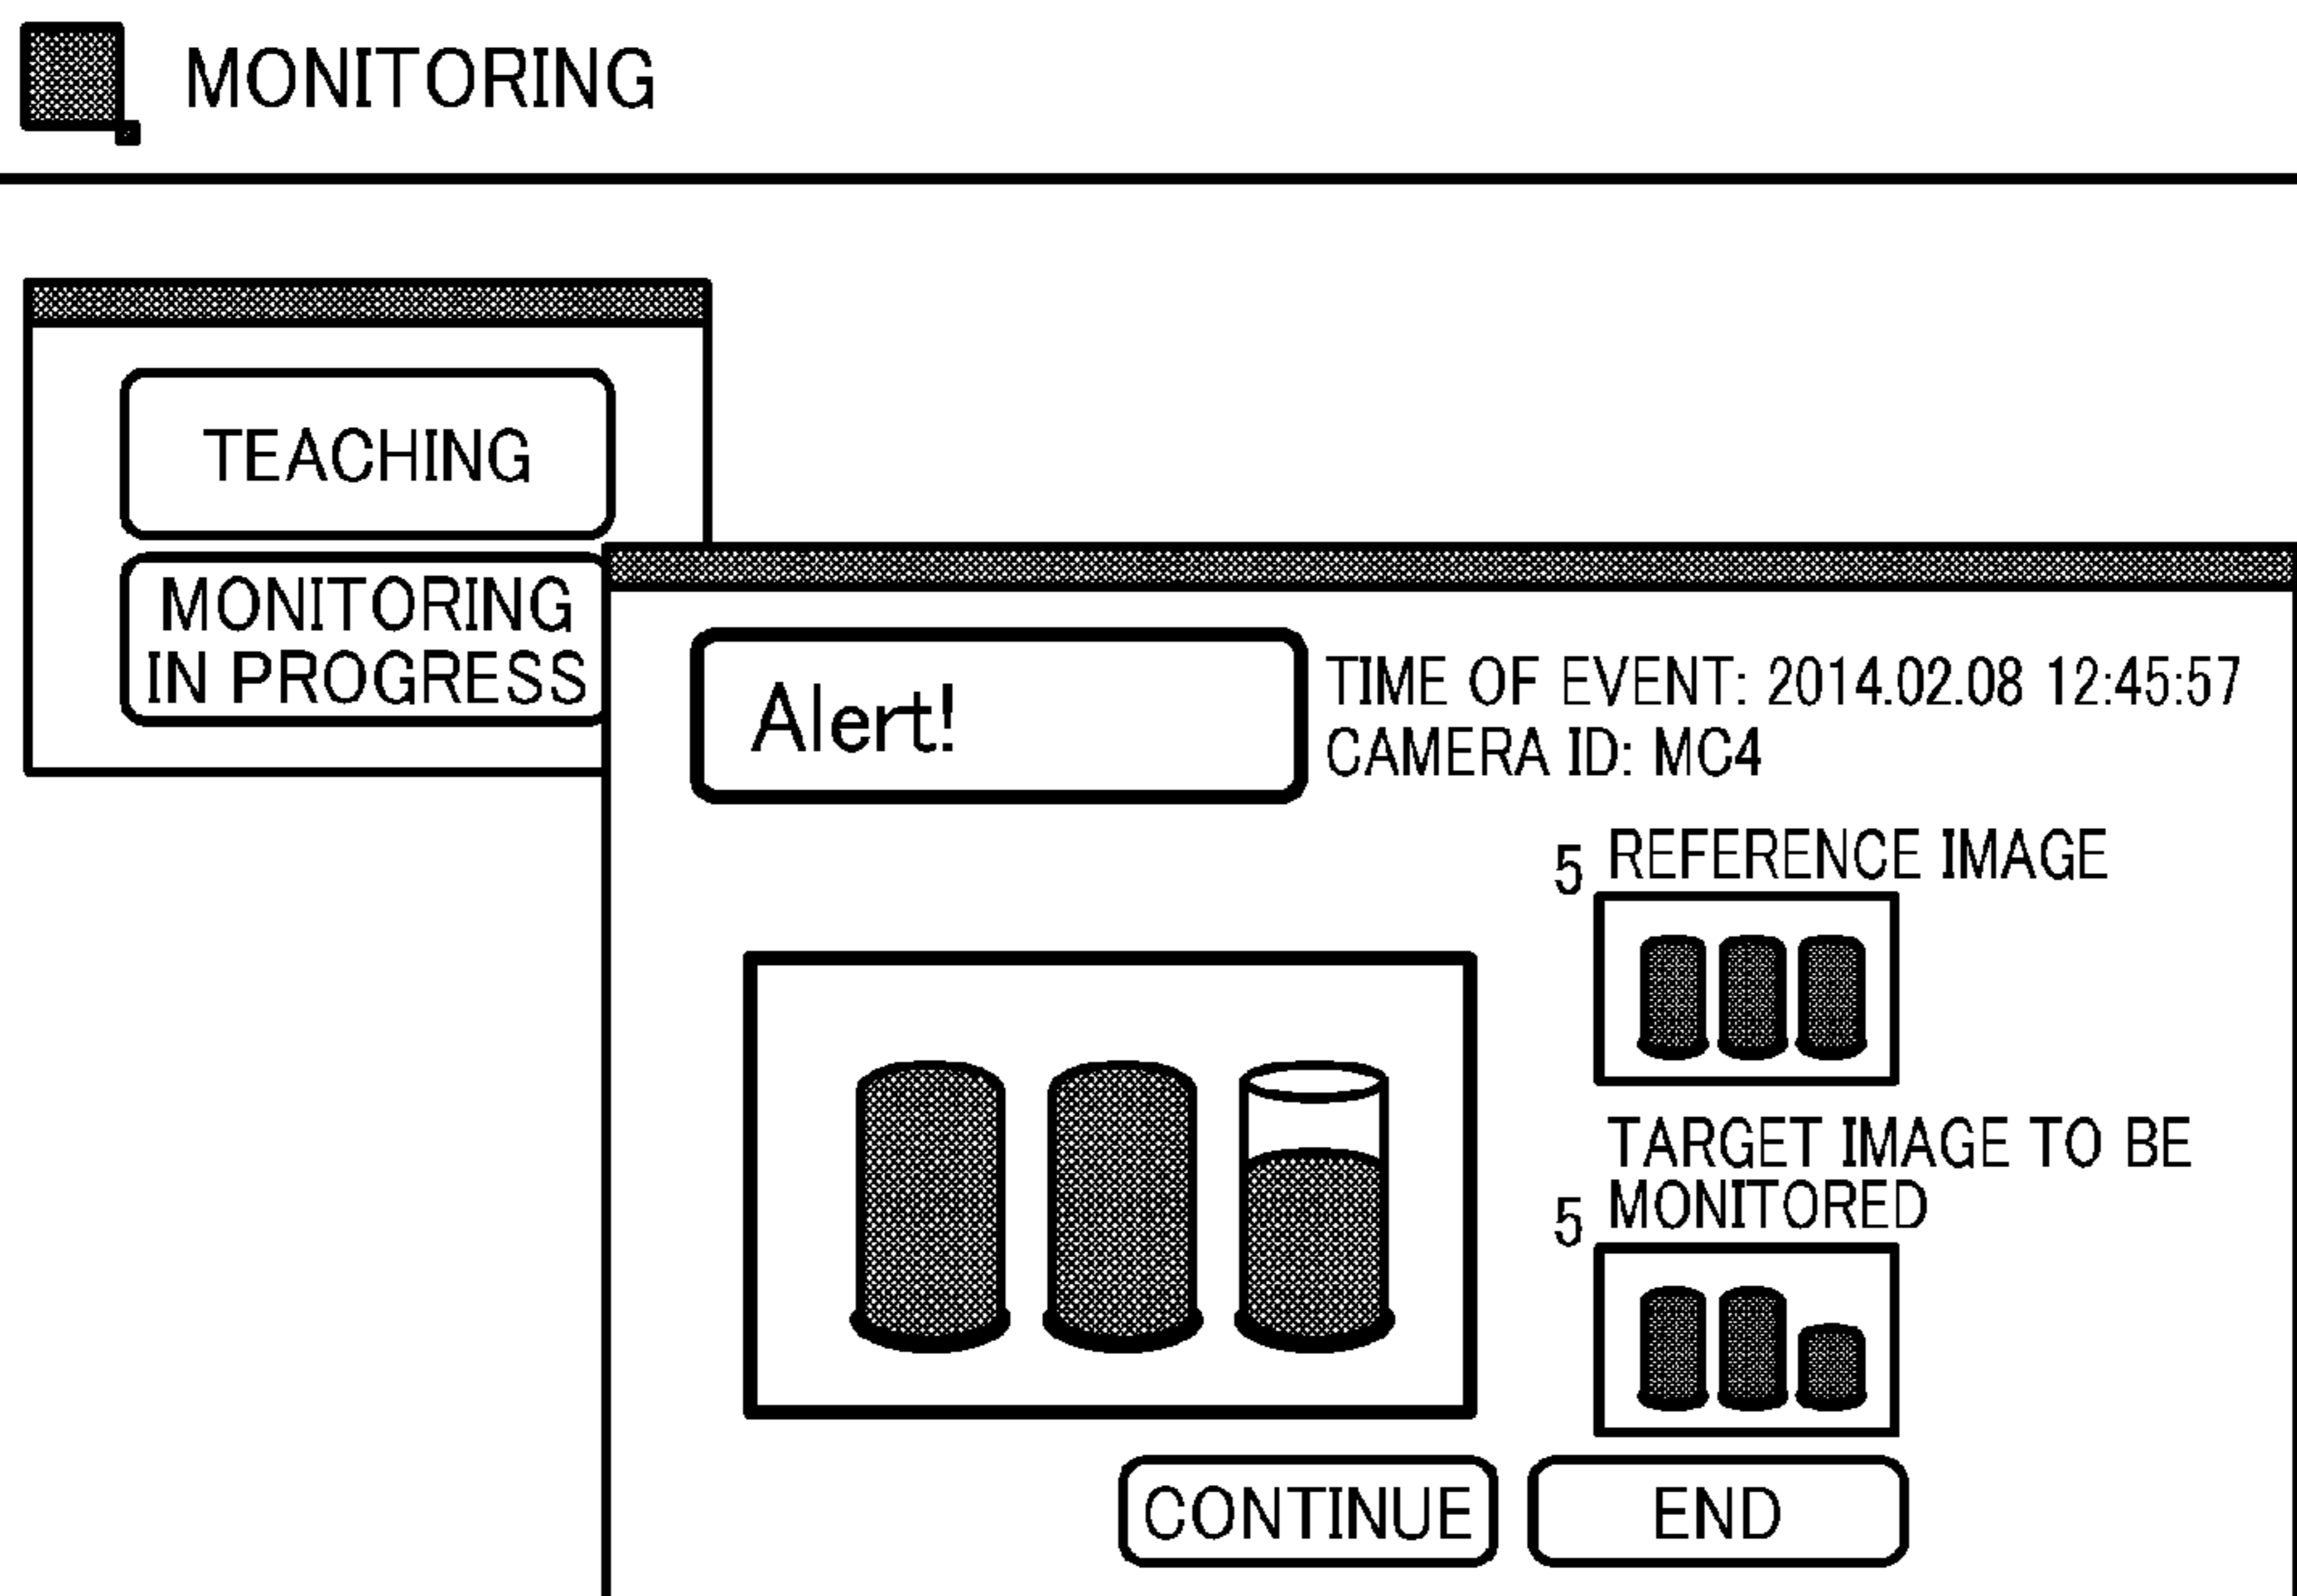 MONITORING
TEACHING
MONITORING
IN PROGRESS
Alert!
TIME OF EVENT: 2014.02.08 12:45:57
CAMERA ID: MC4
5 REFERENCE IMAGE
TARGET IMAGE TO BE
5 MONITORED
CONTINUE
END